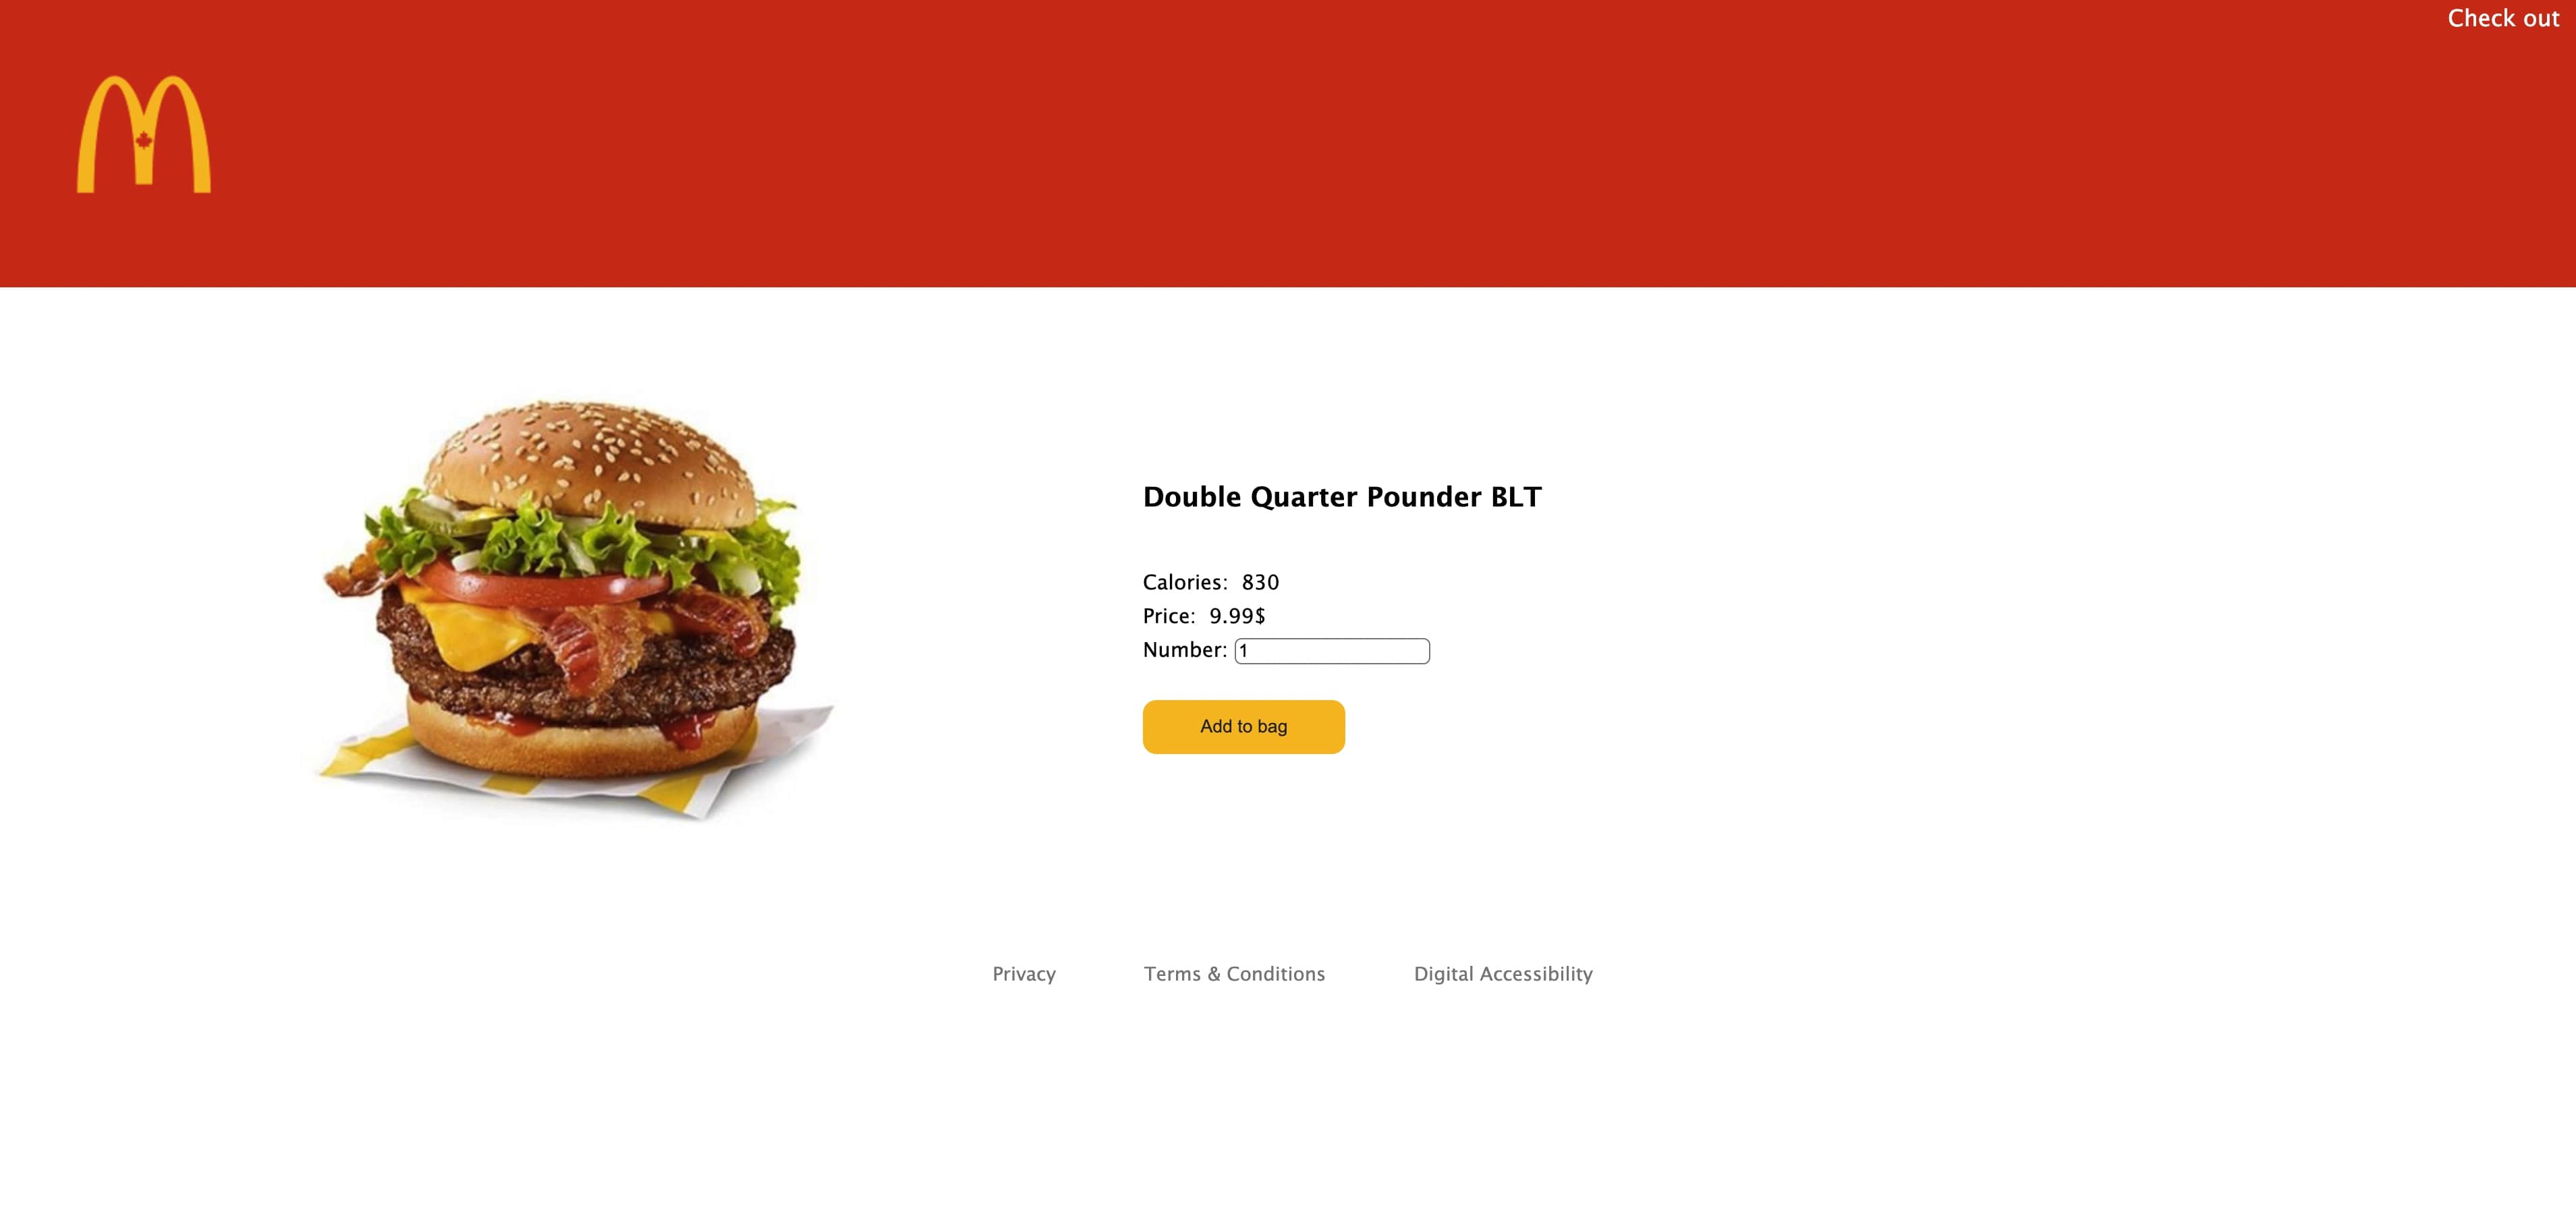 Check out
Double Quarter Pounder BLT
Calories: 830
Price: 9.99$
Number: 1
Add to bag
Privacy Terms & Conditions Digital Accessibility